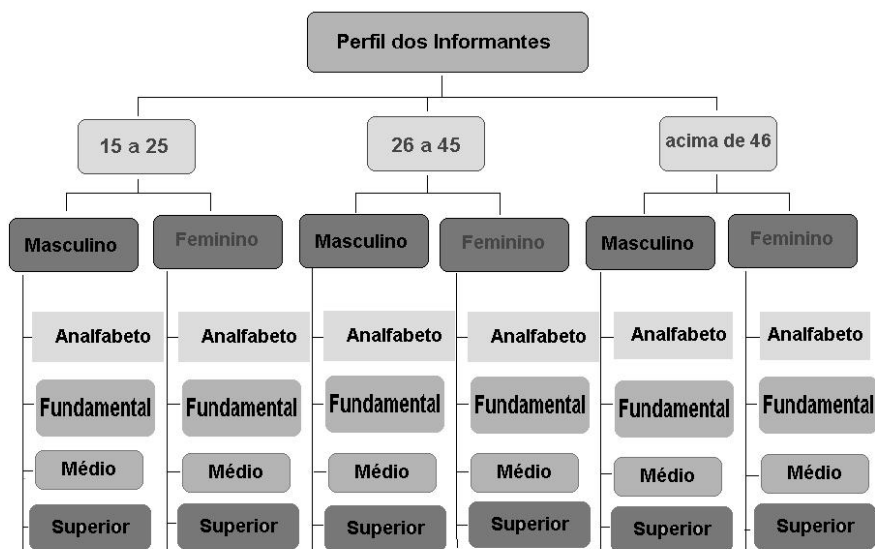 Perfil dos Informantes
15 a 25
26 a 45
acima de 46
Masculino
Feminino
Masculino
Feminino
Masculino
Feminino
Analfabeto
Analfabeto
Analfabeto
Analfabeto
Analfabeto
Analfabeto
Fundamental
Fundamental
Fundamental
Fundamental
Fundamental
Fundamental
Médio
Médio
Médio
Médio
Médio
Médio
Superior
Superior
Superior
Superior
Superior
Superior